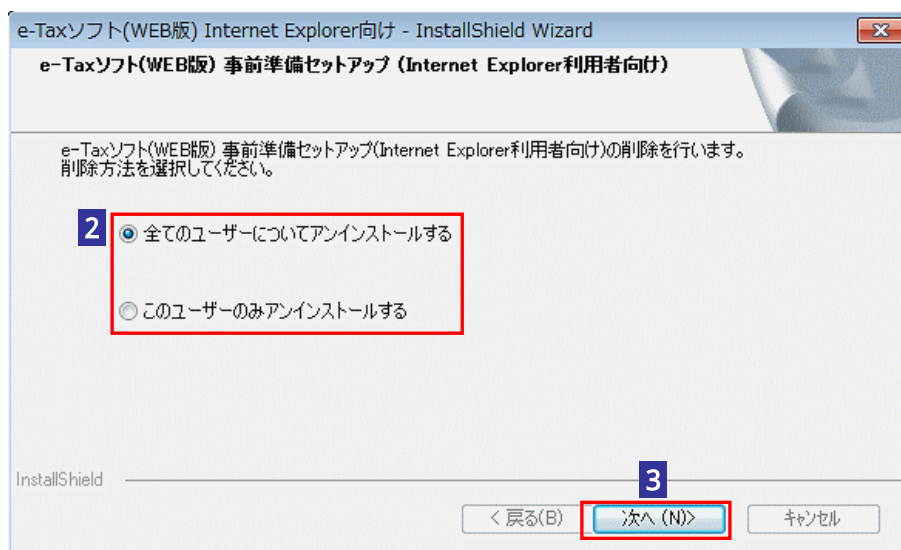 e-Taxソフト(WEB版) Internet Explorer向け - InstallShield Wizard
e-Taxソフト(WEB版) 事前準備セットアップ (Internet Explorer利用者向け)
e-Taxソフト(WEB版) 事前準備セットアップ(Internet Explorer利用者向け)の削除を行います。
削除方法を選択してください。
2
全てのユーザーについてアンインストールする
このユーザーのみアンインストールする
InstallShield
3
< 戻る(B)
次へ (N)>
キャンセル